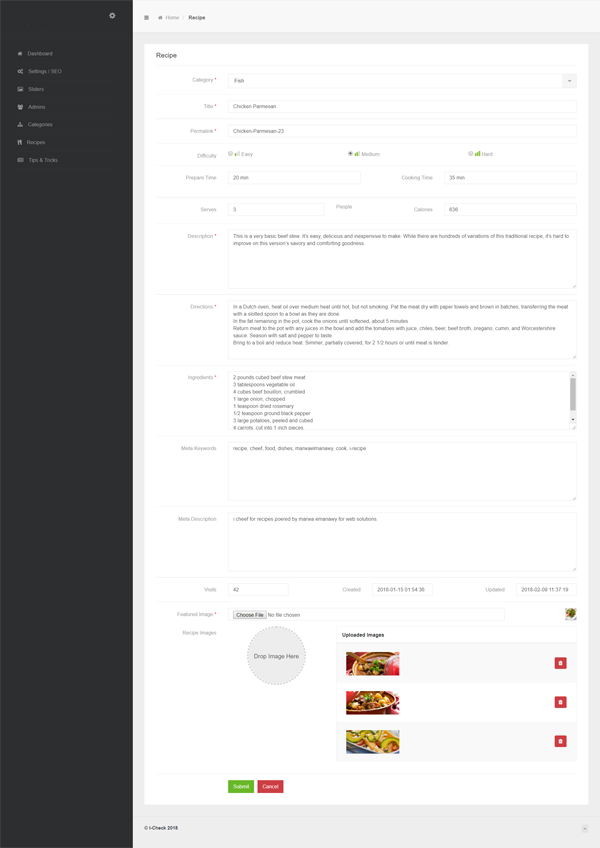 Home / Recipe
Dashboard
Settings / SEO
Sliders
Admins
Categories
Recipes
Tips & Tricks
Recipe
Category * Fish
Title * Chicken Parmesan
Permalink * Chicken-Parmesan-23
Difficulty Easy Medium Hard
Prepare Time 20 min Cooking Time 35 min
Serves 3 People Calories 636
Description * This is a very basic beef stew. It's easy, delicious and inexpensive to make. While there are hundreds of variations of this traditional recipe, it's hard to
improve on this version's savory and comforting goodness.
Directions * In a Dutch oven, heat oil over medium heat until hot, but not smoking. Pat the meat dry with paper towels and brown in batches, transferring the meat
with a slotted spoon to a bowl as they are done.
In the fat remaining in the pot, cook the onions until softened, about 5 minutes
Return meat to the pot with any juices in the bowl and add the tomatoes with juice, chiles, beer, beef broth, oregano, cumin, and Worcestershire
sauce. Season with salt and pepper to taste
Bring to a boil and reduce heat. Simmer, partially covered, for 2 1/2 hours or until meat is tender.
Ingredients * 2 pounds cubed beef stew meat
3 tablespoons vegetable oil
4 cubes beef bouillon, crumbled
1 large onion, chopped
1 teaspoon dried rosemary
1/2 teaspoon ground black pepper
3 large potatoes, peeled and cubed
4 carrots, cut into 1 inch pieces
Meta Keywords recipe, cheef, food, dishes, marwaelmanawy, cook, i-recipe
Meta Description i cheef for recipes poered by marwa elmanawy for web solutions.
Visits 42 Created 2018-01-15 01:54:36 Updated 2018-02-09 11:37:19
Featured Image * Choose File No file chosen
Recipe Images Drop Image Here Uploaded Images
Submit Cancel
© I-Check 2018